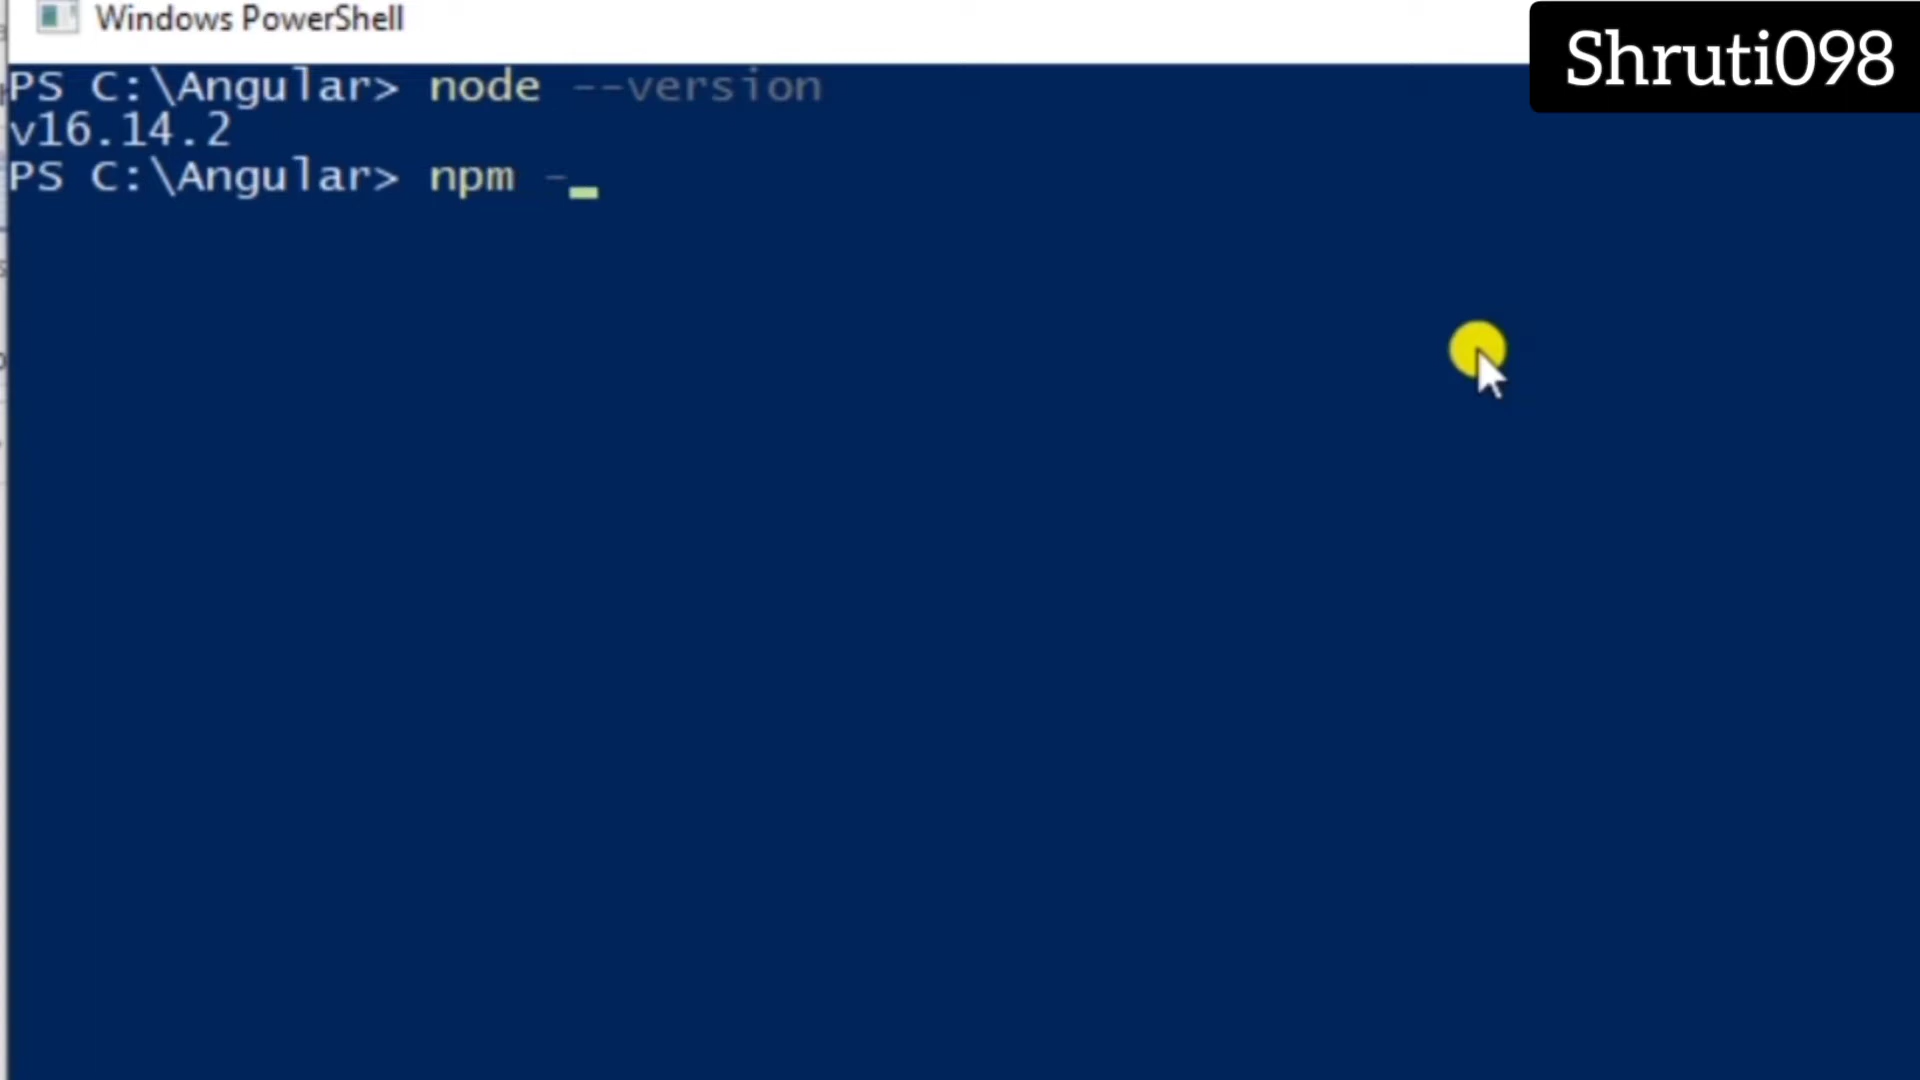 Windows PowerShell
Shruti098
PS C:\Angular> node --version
v16.14.2
PS C:\Angular> npm -